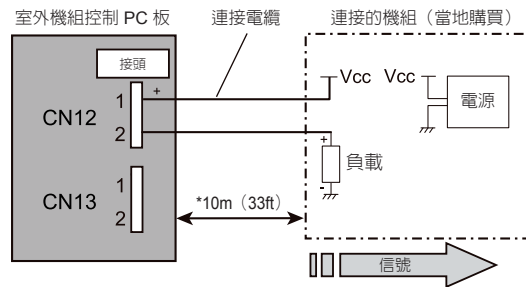 室外機組控制 PC 板
連接電纜
連接的機組（當地購買）
接頭
CN12
1
+
2
CN13
1
2
Vcc
Vcc
電源
+
負載
-
*10m（33ft）
信號